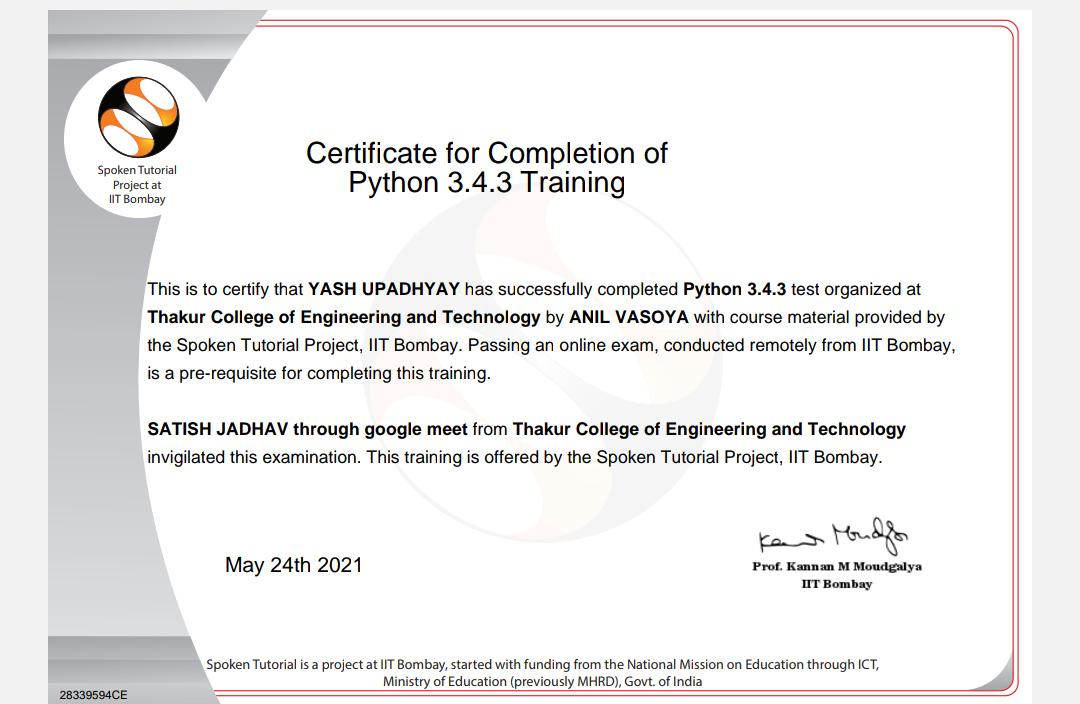 Spoken Tutorial
Project at
IIT Bombay
Certificate for Completion of
Python 3.4.3 Training
This is to certify that YASH UPADHYAY has successfully completed Python 3.4.3 test organized at
Thakur College of Engineering and Technology by ANIL VASOYA with course material provided by
the Spoken Tutorial Project, IIT Bombay. Passing an online exam, conducted remotely from IIT Bombay,
is a pre-requisite for completing this training.
SATISH JADHAV through google meet from Thakur College of Engineering and Technology
invigilated this examination. This training is offered by the Spoken Tutorial Project, IIT Bombay.
May 24th 2021
Kannan Moudgalya
Prof. Kannan M Moudgalya
IIT Bombay
Spoken Tutorial is a project at IIT Bombay, started with funding from the National Mission on Education through ICT,
Ministry of Education (previously MHRD), Govt. of India
28339594CE